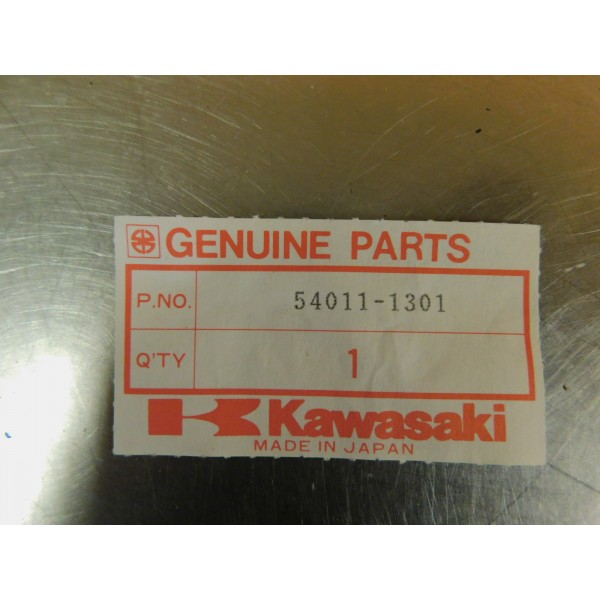 GENUINE PARTS
P.NO. 54011-1301
Q'TY 1
Kawasaki
MADE IN JAPAN